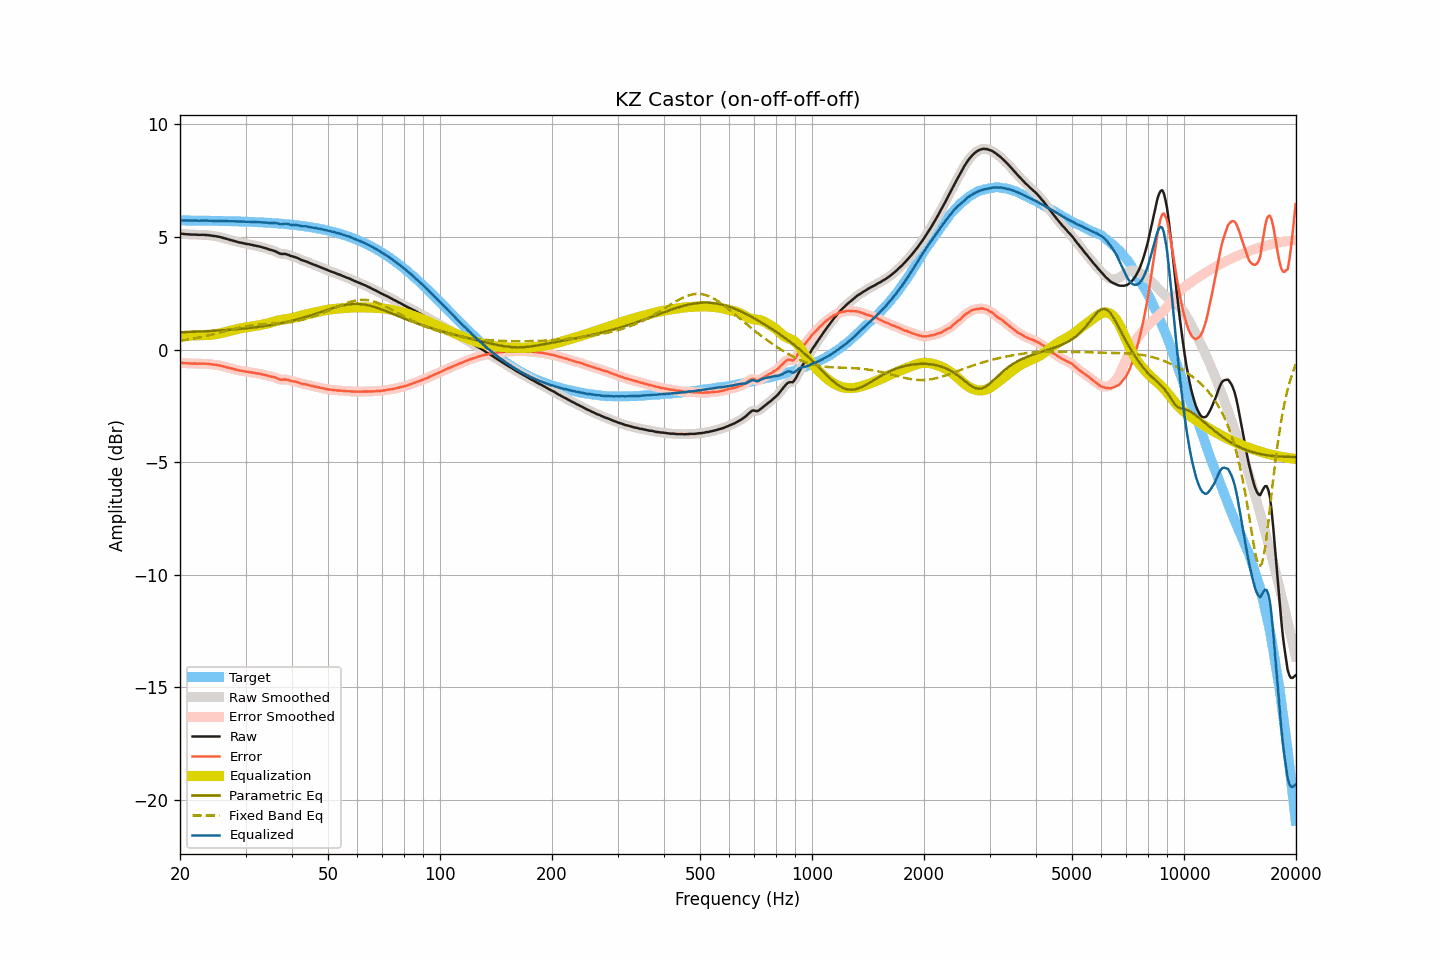 KZ Castor (on-off-off-off)
10
5
0
−5
−10
−15
−20
Amplitude (dBr)
Target
Raw Smoothed
Error Smoothed
Raw
Error
Equalization
Parametric Eq
Fixed Band Eq
Equalized
20 50 100 200 500 1000 2000 5000 10000 20000
Frequency (Hz)